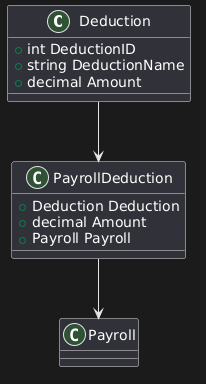 C Deduction
int DeductionID
string DeductionName
decimal Amount
C PayrollDeduction
Deduction Deduction
decimal Amount
Payroll Payroll
C Payroll